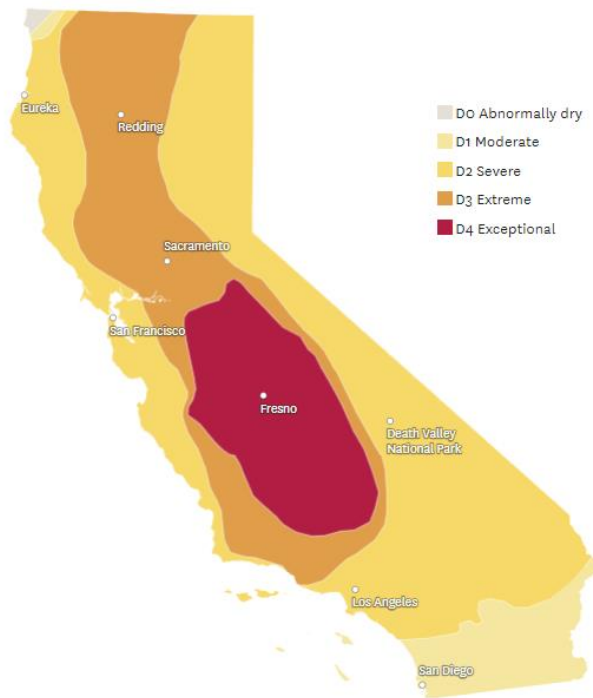 Eureka
Redding
D0 Abnormally dry
D1 Moderate
D2 Severe
D3 Extreme
D4 Exceptional
Sacramento
San Francisco
Fresno
Death Valley
National Park
Los Angeles
San Diego